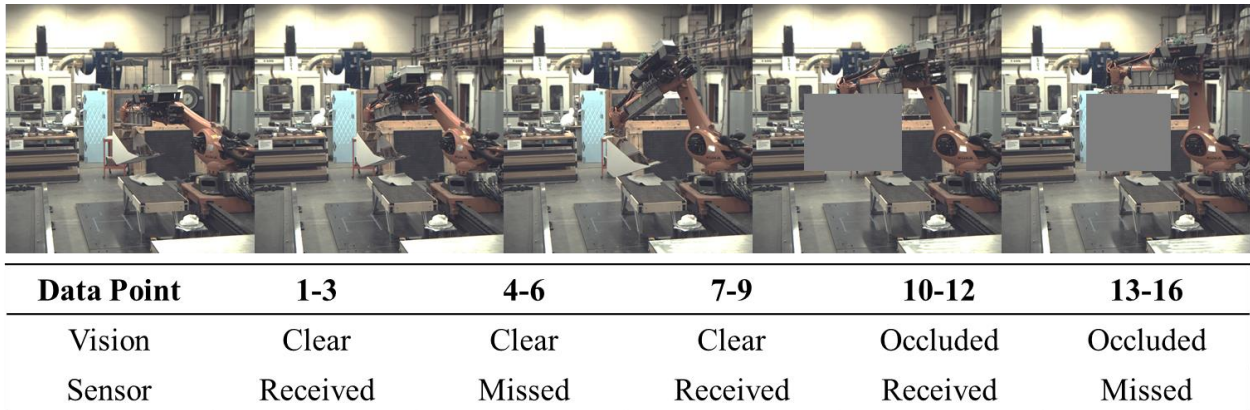 Data Point 1-3 4-6 7-9 10-12 13-16
Vision Clear Clear Clear Occluded Occluded
Sensor Received Missed Received Received Missed